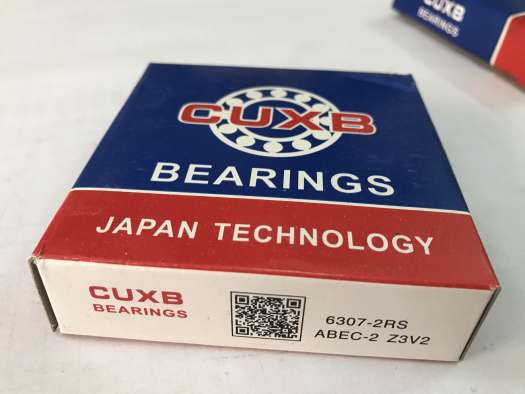 CUXB
BEARINGS
CUXB
BEARINGS
JAPAN TECHNOLOGY
CUXB
BEARINGS
6307-2RS
ABEC-2 Z3V2